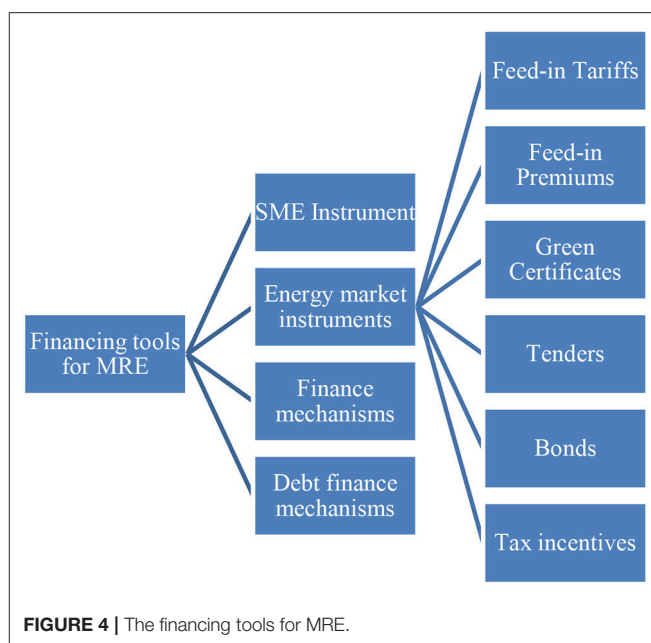 Financing tools
for MRE
SME Instrument
Energy market
instruments
Finance
mechanisms
Debt finance
mechanisms
Feed-in Tariffs
Feed-in
Premiums
Green
Certificates
Tenders
Bonds
Tax incentives
FIGURE 4 | The financing tools for MRE.